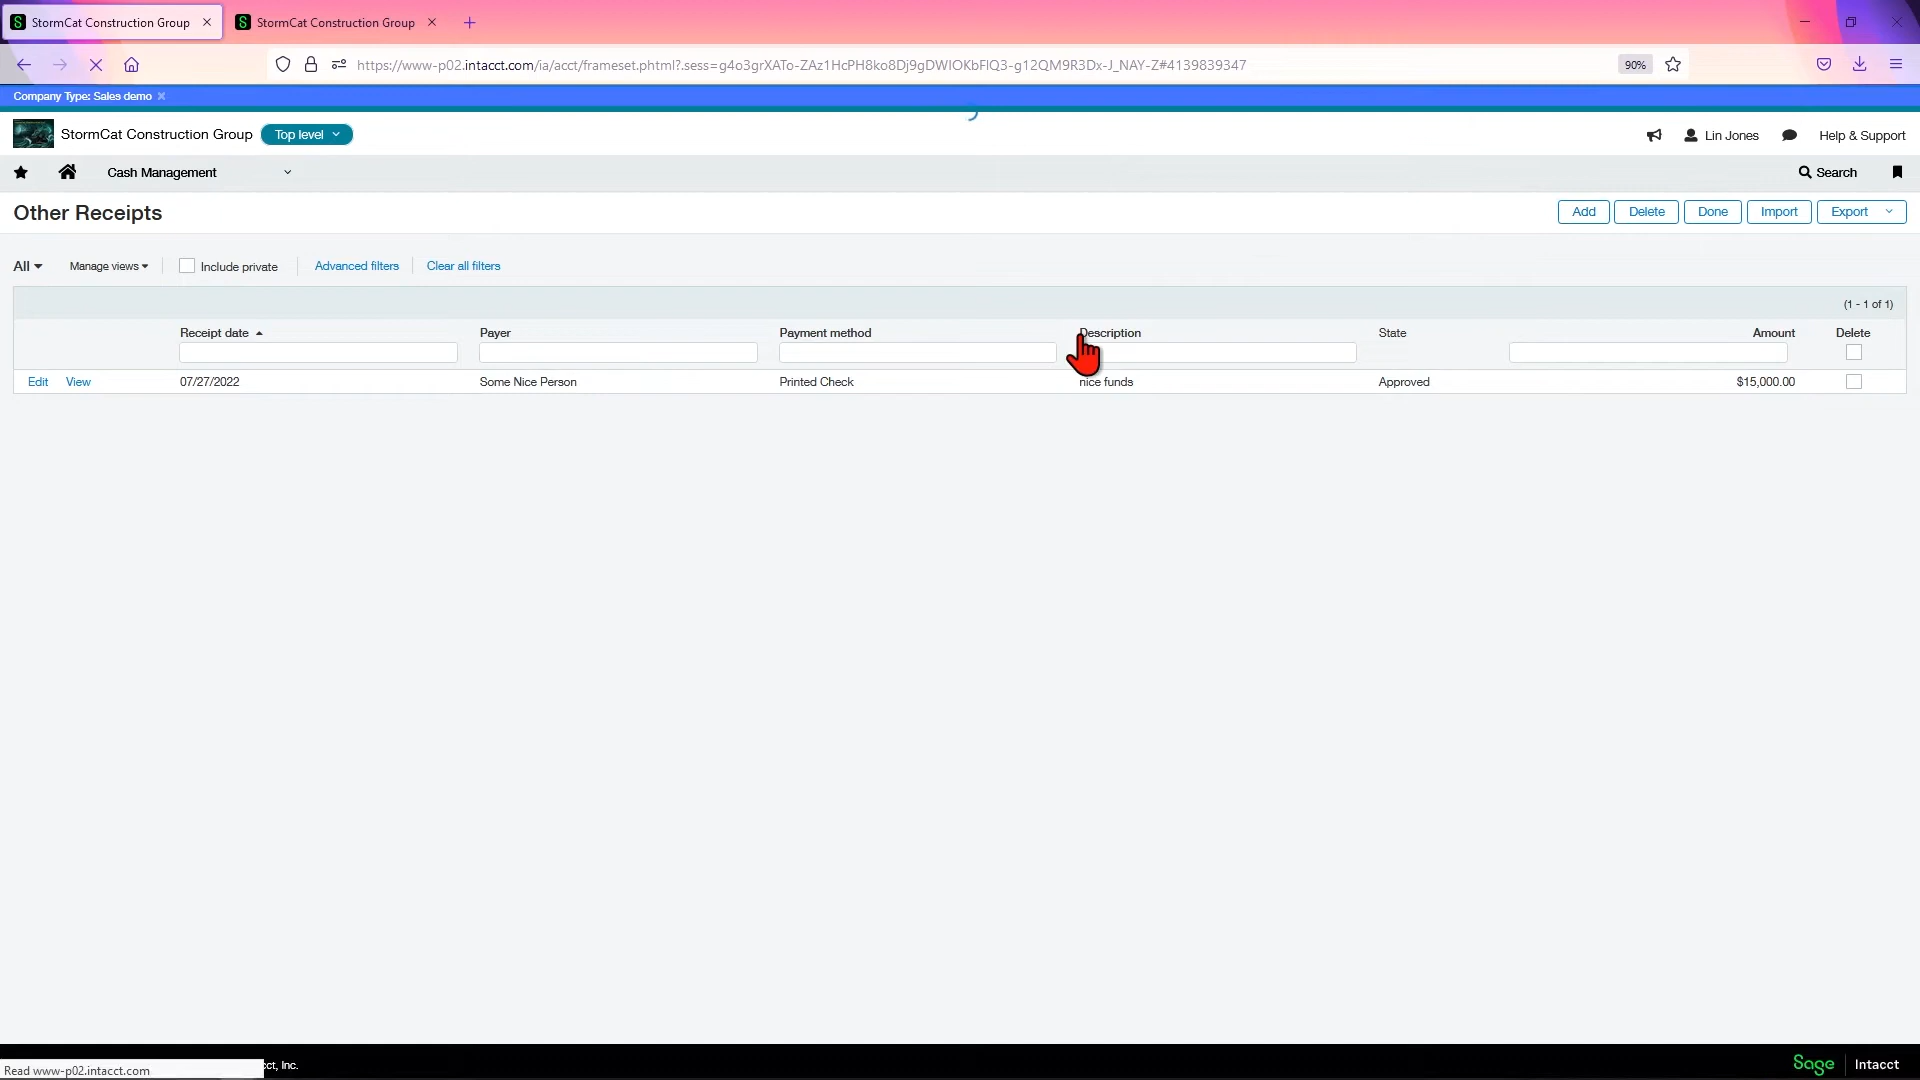 StormCat Construction Group
StormCat Construction Group
https://www-p02.intacct.com/ia/acct/frameset.phtml?.sess=g4o3grXATo-ZAz1HcPH8ko8Dj9gDWIOKbFlQ3-g12QM9R3Dx-J_NAY-Z#4139839347
90%
Company Type: Sales demo
StormCat Construction Group Top level
Lin Jones Help & Support
Cash Management
Search
Other Receipts
Add Delete Done Import Export
All Manage views Include private Advanced filters Clear all filters
(1 - 1 of 1)
Receipt date Payer Payment method Description State Amount Delete
Edit View 07/27/2022 Some Nice Person Printed Check nice funds Approved $15,000.00
Read www-p02.intacct.com
cct, Inc.
Sage Intacct